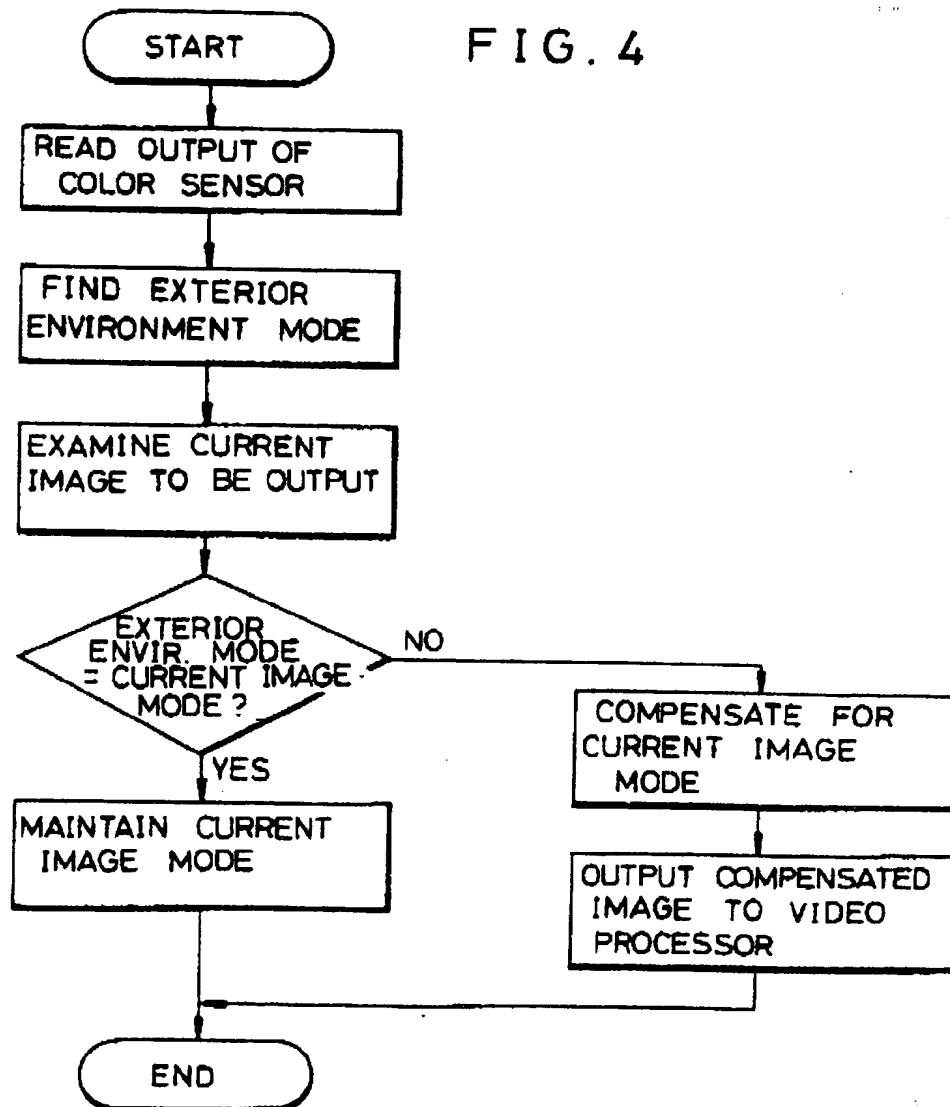 START
FIG. 4
READ OUTPUT OF
COLOR SENSOR
FIND EXTERIOR
ENVIRONMENT MODE
EXAMINE CURRENT
IMAGE TO BE OUTPUT
EXTERIOR
ENVIR. MODE
= CURRENT IMAGE
MODE ?
NO
YES
MAINTAIN CURRENT
IMAGE MODE
COMPENSATE FOR
CURRENT IMAGE
MODE
OUTPUT COMPENSATED
IMAGE TO VIDEO
PROCESSOR
END